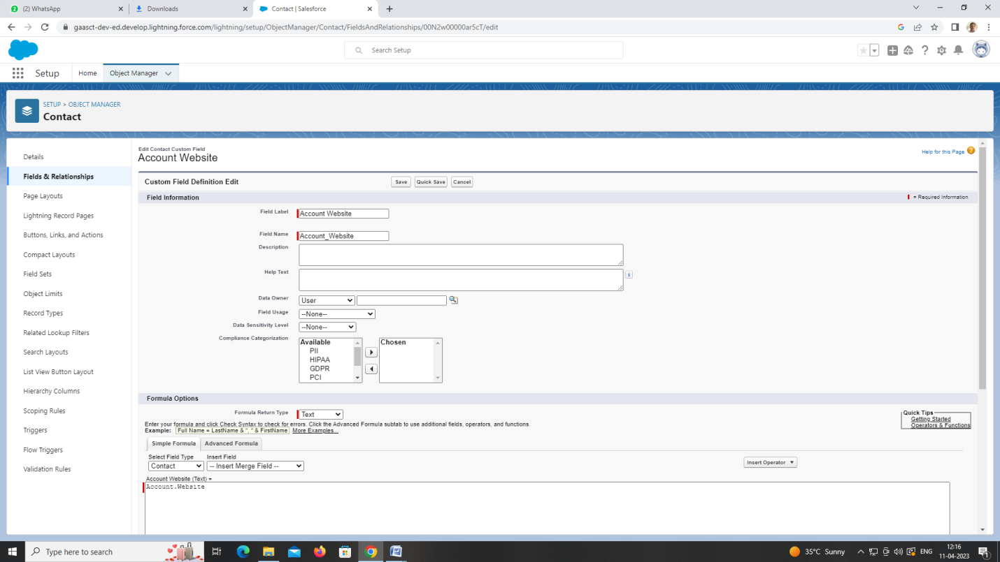 (2) WhatsApp
Downloads
Contact | Salesforce
gaasct-dev-ed.develop.lightning.force.com/lightning/setup/ObjectManager/Contact/FieldsAndRelationships/00N2w00000ar5cT/edit
Search Setup
Setup
Home
Object Manager
SETUP > OBJECT MANAGER
Contact
Details
Fields & Relationships
Page Layouts
Lightning Record Pages
Buttons, Links, and Actions
Compact Layouts
Field Sets
Object Limits
Record Types
Related Lookup Filters
Search Layouts
List View Button Layout
Hierarchy Columns
Scoping Rules
Triggers
Flow Triggers
Validation Rules
Edit Contact Custom Field
Account Website
Help for this Page
Custom Field Definition Edit
Save
Quick Save
Cancel
Field Information
= Required Information
Field Label
Account Website
Field Name
Account_Website
Description
Help Text
Data Owner
User
Field Usage
--None--
Data Sensitivity Level
--None--
Compliance Categorization
Available
PII
HIPAA
GDPR
PCI
Chosen
Formula Options
Formula Return Type
Text
Enter your formula and click Check Syntax to check for errors. Click the Advanced Formula subtab to use additional fields, operators, and functions.
Example: Full Name = LastName & ", " & FirstName More Examples...
Quick Tips
Getting Started
Operators & Functions
Simple Formula
Advanced Formula
Select Field Type
Insert Field
Contact
-- Insert Merge Field --
Insert Operator
Account Website (Text) =
Account.Website
Type here to search
35°C Sunny
ENG
12:16
11-04-2023